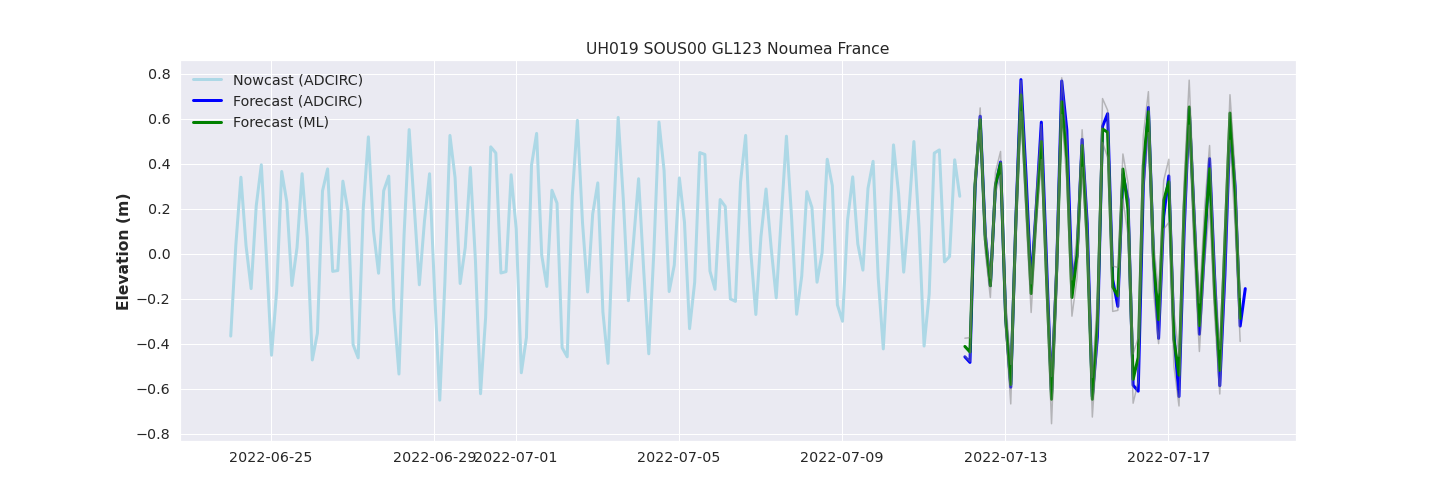 UH019 SOUS00 GL123 Noumea France
Nowcast (ADCIRC)
Forecast (ADCIRC)
Forecast (ML)
Elevation (m)
0.8
0.6
0.4
0.2
0.0
−0.2
−0.4
−0.6
−0.8
2022-06-25 2022-06-29 2022-07-01 2022-07-05 2022-07-09 2022-07-13 2022-07-17